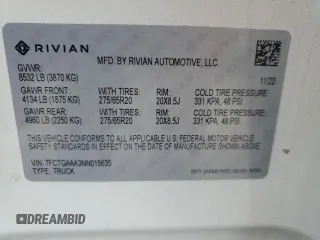 RIVIAN
MFD. BY RIVIAN AUTOMOTIVE, LLC.
GVWR:
8532 LB (3870 KG)
11/22
GAWR FRONT: WITH TIRES: RIM: COLD TIRE PRESSURE:
4134 LB (1875 KG) 275/65R20 20X8.5J 331 KPA, 48 PSI
GAWR REAR: WITH TIRES: RIM: COLD TIRE PRESSURE:
4960 LB (2250 KG) 275/65R20 20X8.5J 331 KPA, 48 PSI
THIS VEHICLE CONFORMS TO ALL APPLICABLE U.S. FEDERAL MOTOR VEHICLE
SAFETY AND THEFT PREVENTION STANDARDS IN EFFECT ON THE DATE OF
MANUFACTURE SHOWN ABOVE.
VIN: 7FCTGAAA3NN015635
TYPE: TRUCK
BIDHISTORY